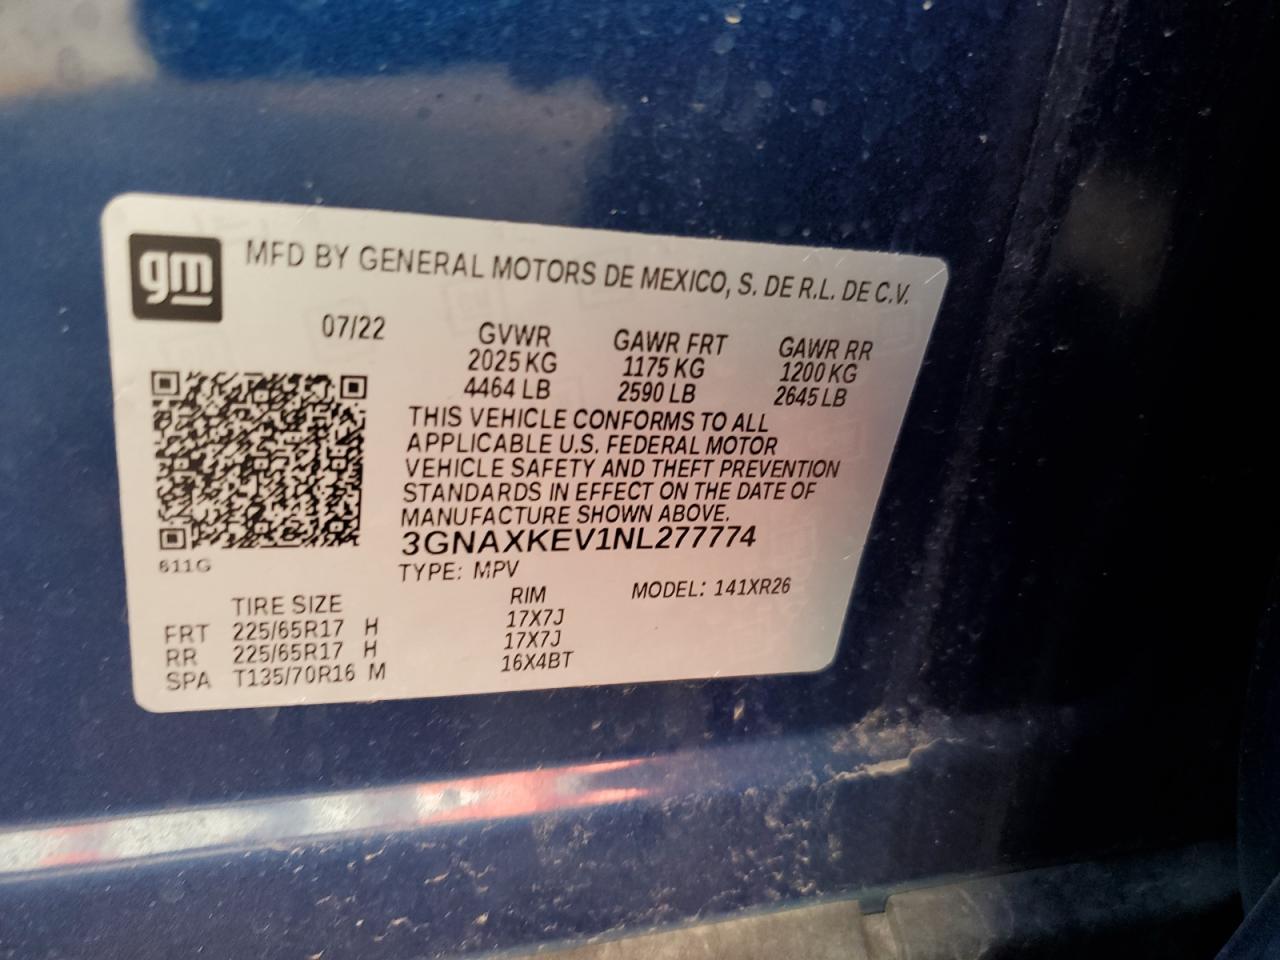 gm
MFD BY GENERAL MOTORS DE MEXICO, S. DE R.L. DE C.V.
07/22 GVWR GAWR FRT GAWR RR
2025 KG 1175 KG 1200 KG
4464 LB 2590 LB 2645 LB
THIS VEHICLE CONFORMS TO ALL
APPLICABLE U.S. FEDERAL MOTOR
VEHICLE SAFETY AND THEFT PREVENTION
STANDARDS IN EFFECT ON THE DATE OF
MANUFACTURE SHOWN ABOVE.
3GNAXKEV1NL277774
611G
TYPE: MPV
MODEL: 141XR26
TIRE SIZE RIM
FRT 225/65R17 H 17X7J
RR 225/65R17 H 17X7J
SPA T135/70R16 M 16X4BT